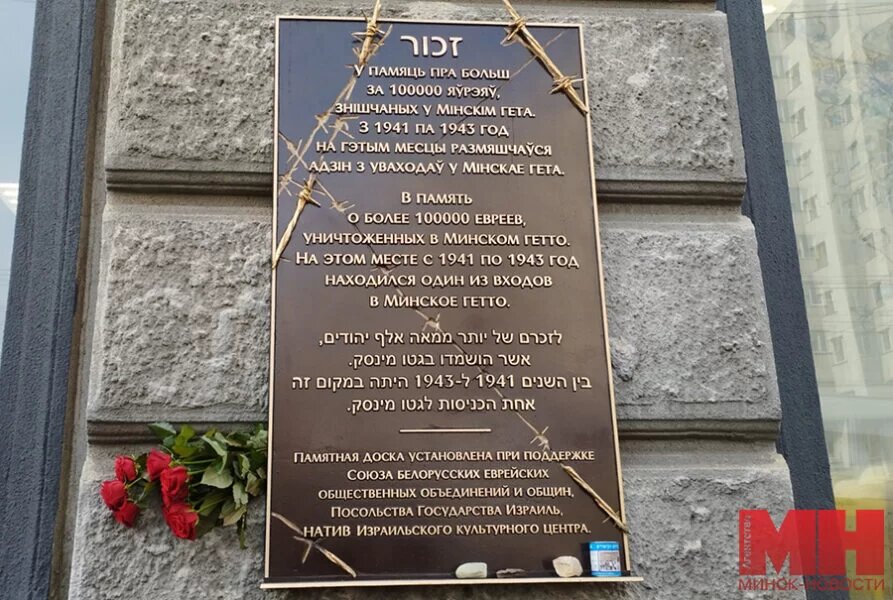 זכור
У ПАМЯЦЬ ПРА БОЛЬШ
ЗА 100000 ЯЎРЭЯЎ,
ЗНІШЧАНЫХ У МІНСКІМ ГЕТА.
З 1941 ПА 1943 ГОД
НА ГЭТЫМ МЕСЦЫ РАЗМЯШЧАЎСЯ
АДЗІН З УВАХОДАЎ У МІНСКАЕ ГЕТА.
В ПАМЯТЬ
О БОЛЕЕ 100000 ЕВРЕЕВ,
УНИЧТОЖЕННЫХ В МИНСКОМ ГЕТТО.
НА ЭТОМ МЕСТЕ С 1941 ПО 1943 ГОД
НАХОДИЛСЯ ОДИН ИЗ ВХОДОВ
В МИНСКОЕ ГЕТТО.
לזכרם של יותר ממאה אלף יהודים,
אשר הושמדו בגטו מינסק.
בין השנים 1941 ל-1943 היתה במקום זה
אחת הכניסות לגטו מינסק.
ПАМЯТНАЯ ДОСКА УСТАНОВЛЕНА ПРИ ПОДДЕРЖКЕ
СОЮЗА БЕЛОРУССКИХ ЕВРЕЙСКИХ
ОБЩЕСТВЕННЫХ ОБЪЕДИНЕНИЙ И ОБЩИН,
ПОСОЛЬСТВА ГОСУДАРСТВА ИЗРАИЛЬ,
НАТИВ ИЗРАИЛЬСКОГО КУЛЬТУРНОГО ЦЕНТРА.
Агентство
МН
МИНСК-НОВОСТИ